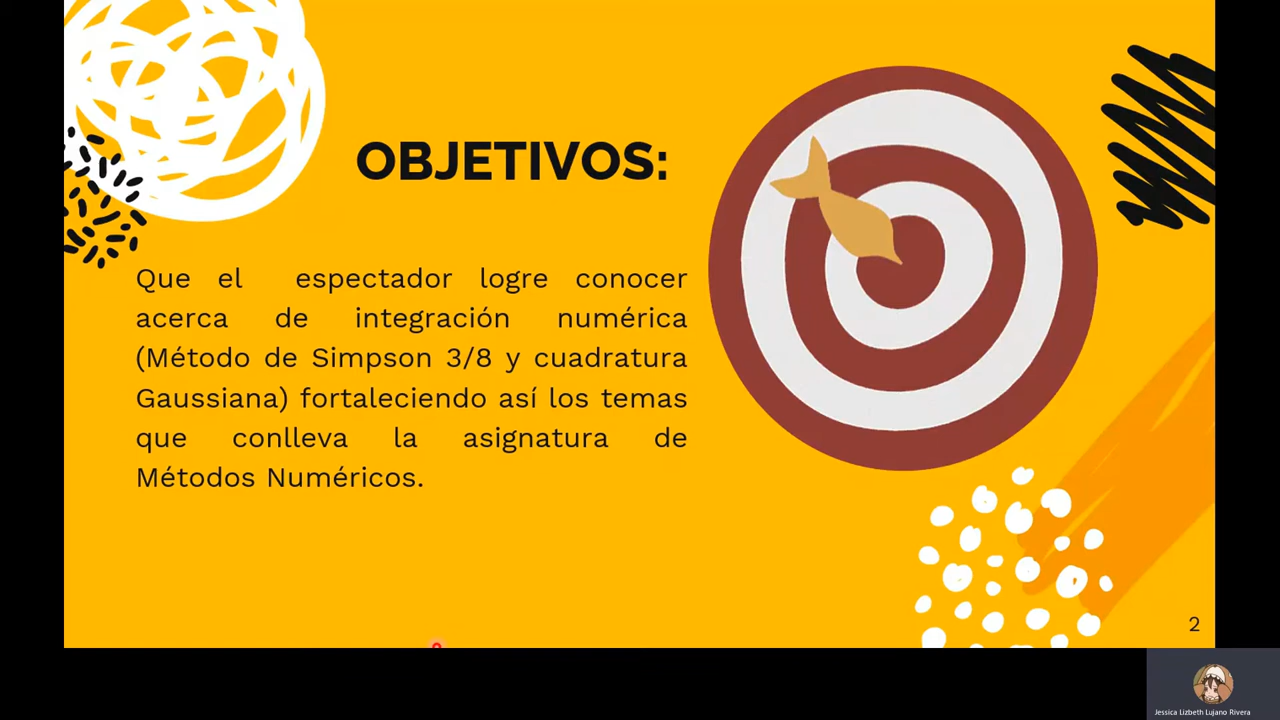 OBJETIVOS:
Que el espectador logre conocer
acerca de integración numérica
(Método de Simpson 3/8 y cuadratura
Gaussiana) fortaleciendo así los temas
que conlleva la asignatura de
Métodos Numéricos.
2
Jessica Lizbeth Lujano Rivera